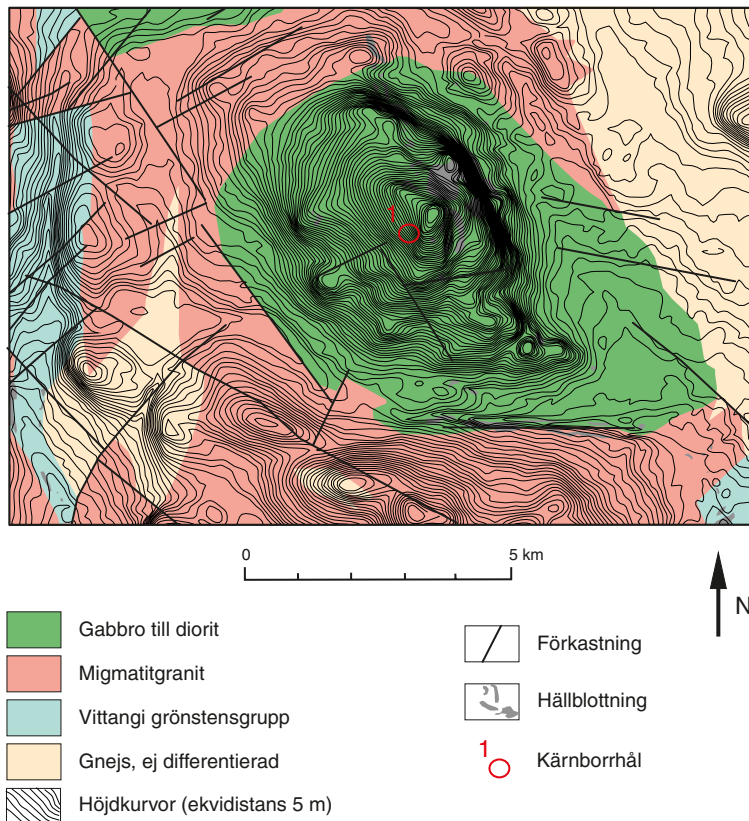 1
0
5 km
N
Gabbro till diorit
Migmatitgranit
Vittangi grönstensgrupp
Gnejs, ej differentierad
Höjdkurvor (ekvidistans 5 m)
Förkastning
Hällblottning
1
Kärnborrhål